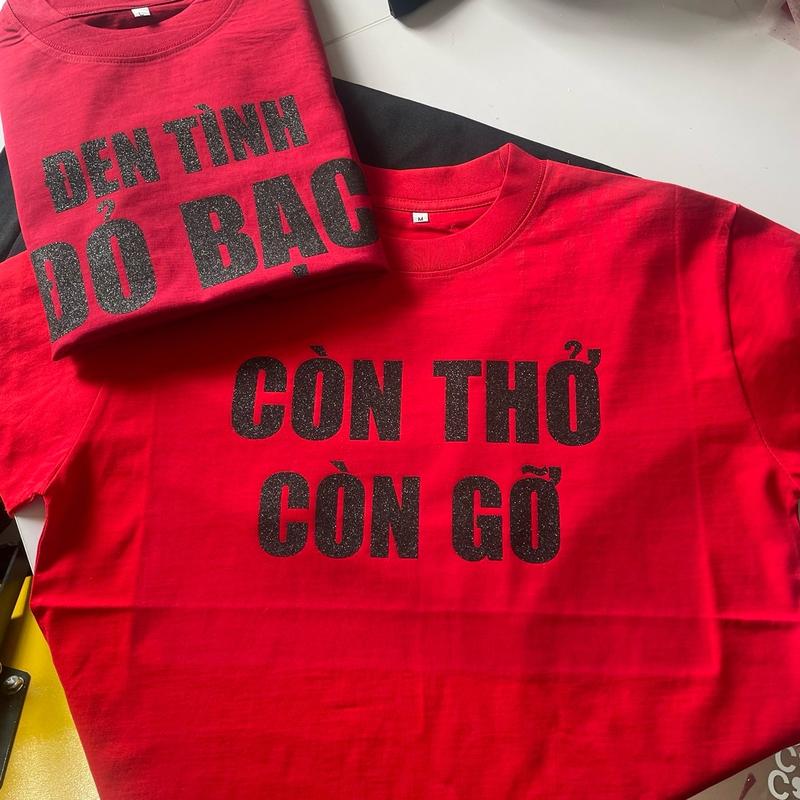 ĐEN TÌNH
ĐỎ BẠC
M
CÒN THỞ
CÒN GỠ